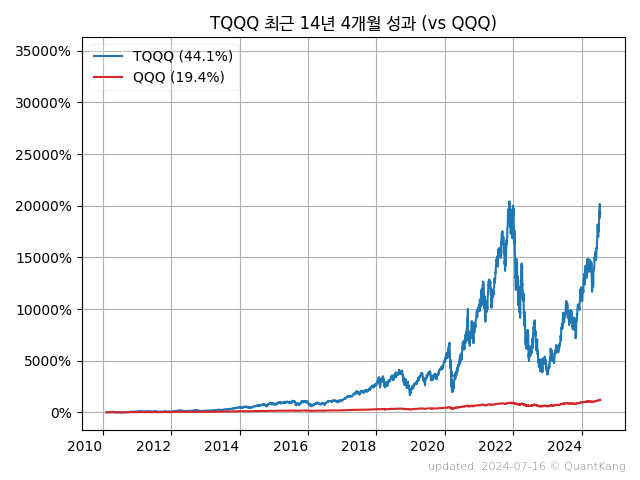 TQQQ 최근 14년 4개월 성과 (vs QQQ)
TQQQ (44.1%)
QQQ (19.4%)
35000%
30000%
25000%
20000%
15000%
10000%
5000%
0%
2010 2012 2014 2016 2018 2020 2022 2024
updated: 2024-07-16 © QuantKang